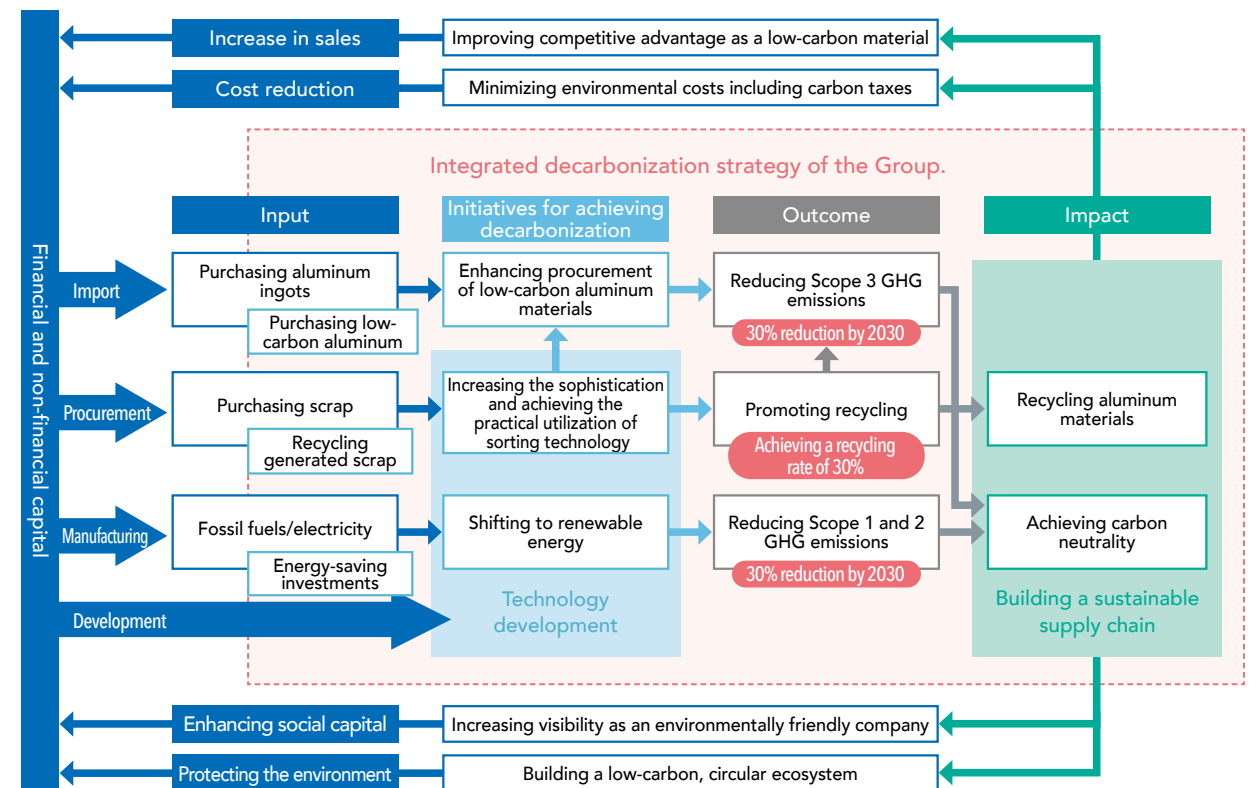 Increase in sales
Improving competitive advantage as a low-carbon material
Cost reduction
Minimizing environmental costs including carbon taxes
Integrated decarbonization strategy of the Group.
Financial and non-financial capital
Input
Initiatives for achieving
decarbonization
Outcome
Impact
Import
Purchasing aluminum
ingots
Purchasing low-
carbon aluminum
Enhancing procurement
of low-carbon aluminum
materials
Reducing Scope 3 GHG
emissions
30% reduction by 2030
Procurement
Purchasing scrap
Recycling
generated scrap
Increasing the sophistication
and achieving the
practical utilization of
sorting technology
Promoting recycling
Achieving a recycling
rate of 30%
Recycling aluminum
materials
Manufacturing
Fossil fuels/electricity
Energy-saving
investments
Shifting to renewable
energy
Reducing Scope 1 and 2
GHG emissions
30% reduction by 2030
Achieving carbon
neutrality
Development
Technology
development
Building a sustainable
supply chain
Enhancing social capital
Increasing visibility as an environmentally friendly company
Protecting the environment
Building a low-carbon, circular ecosystem